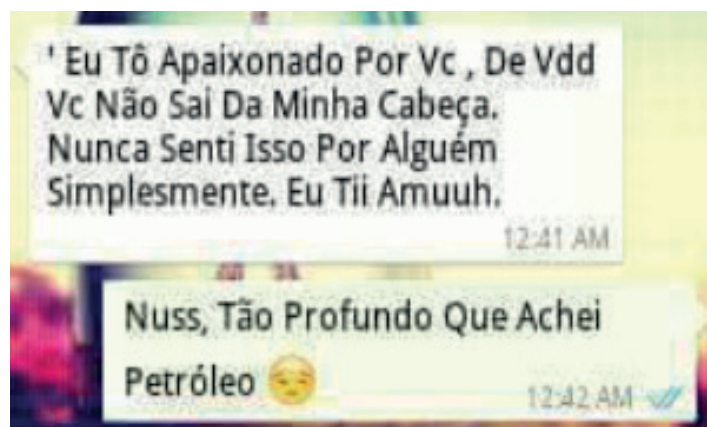 ' Eu Tô Apaixonado Por Vc , De Vdd
Vc Não Sai Da Minha Cabeça.
Nunca Senti Isso Por Alguém
Simplesmente. Eu Tii Amuuh.
12:41 AM
Nuss, Tão Profundo Que Achei
Petróleo 😒
12:42 AM